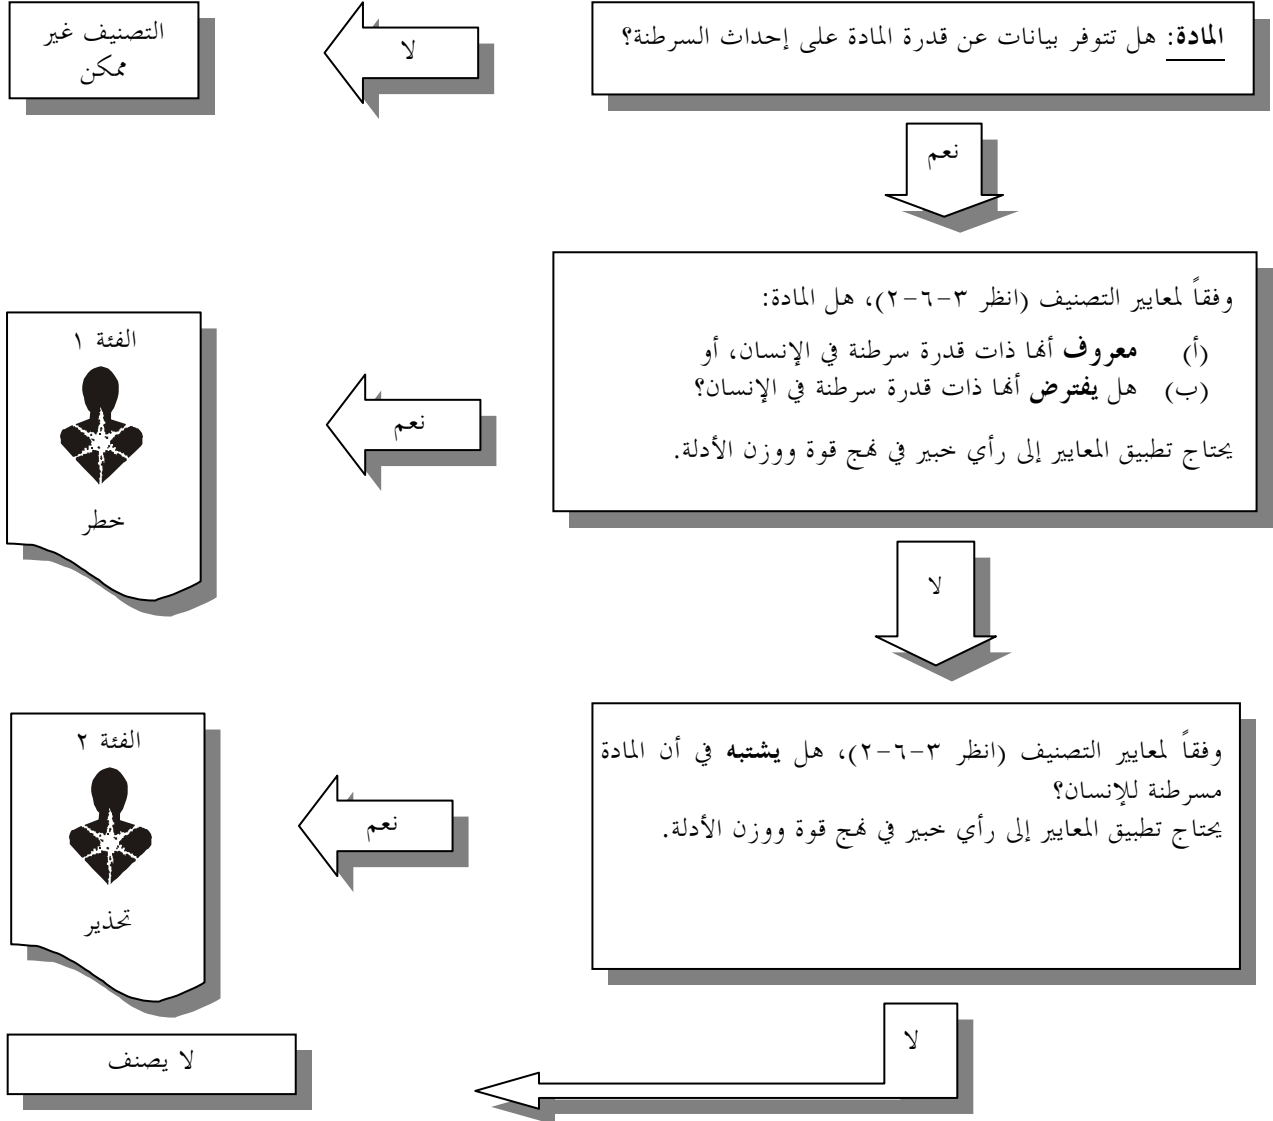 المادة: هل تتوفر بيانات عن قدرة المادة على إحداث السرطنة؟
لا
التصنيف غير
ممكن
نعم
وفقاً لمعايير التصنيف (انظر ٣-٦-٢)، هل المادة:
(أ) معروف أنها ذات قدرة سرطنة في الإنسان، أو
(ب) هل يفترض أنها ذات قدرة سرطنة في الإنسان؟
يحتاج تطبيق المعايير إلى رأي خبير في نهج قوة ووزن الأدلة.
نعم
الفئة ١
خطر
لا
وفقاً لمعايير التصنيف (انظر ٣-٦-٢)، هل يشتبه في أن المادة
مسرطنة للإنسان؟
يحتاج تطبيق المعايير إلى رأي خبير في نهج قوة ووزن الأدلة.
نعم
الفئة ٢
تحذير
لا
لا يصنف